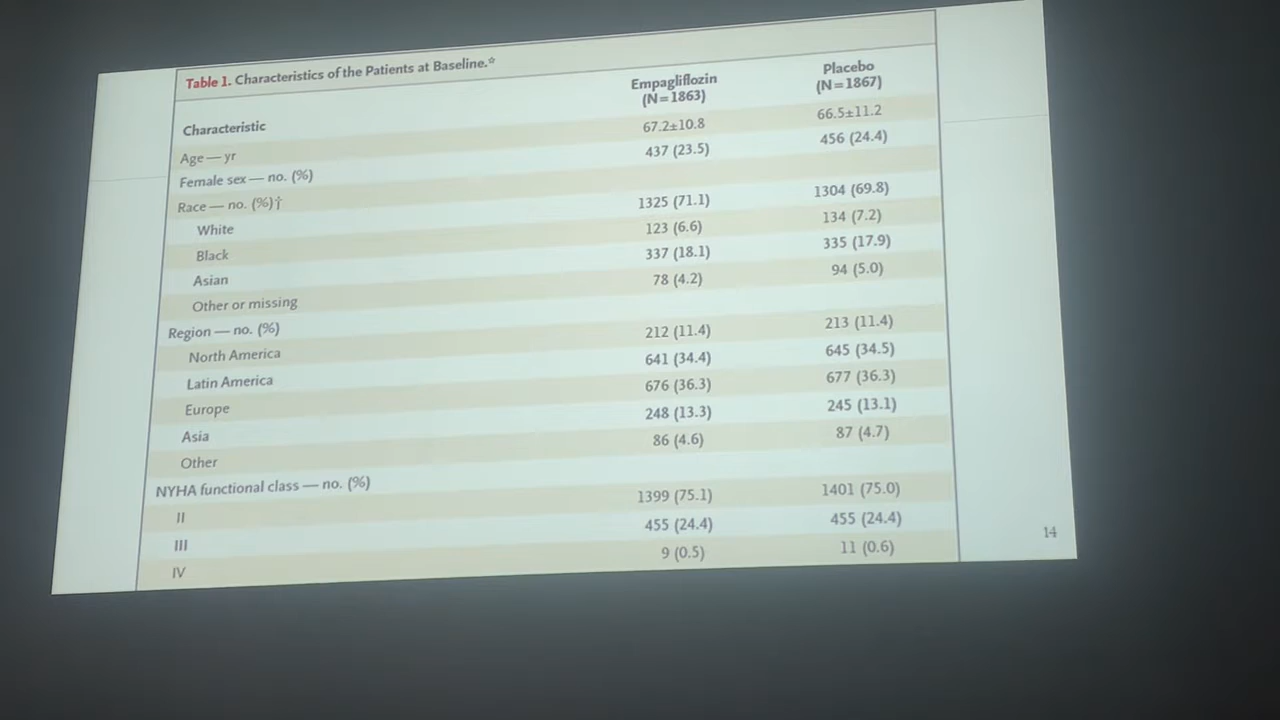 Table 1. Characteristics of the Patients at Baseline.*
Characteristic Empagliflozin (N=1863) Placebo (N=1867)
Age — yr 67.2±10.8 66.5±11.2
Female sex — no. (%) 437 (23.5) 456 (24.4)
Race — no. (%)†
White 1325 (71.1) 1304 (69.8)
Black 123 (6.6) 134 (7.2)
Asian 337 (18.1) 335 (17.9)
Other or missing 78 (4.2) 94 (5.0)
Region — no. (%)
North America 212 (11.4) 213 (11.4)
Latin America 641 (34.4) 645 (34.5)
Europe 676 (36.3) 677 (36.3)
Asia 248 (13.3) 245 (13.1)
Other 86 (4.6) 87 (4.7)
NYHA functional class — no. (%)
II 1399 (75.1) 1401 (75.0)
III 455 (24.4) 455 (24.4)
IV 9 (0.5) 11 (0.6)
14